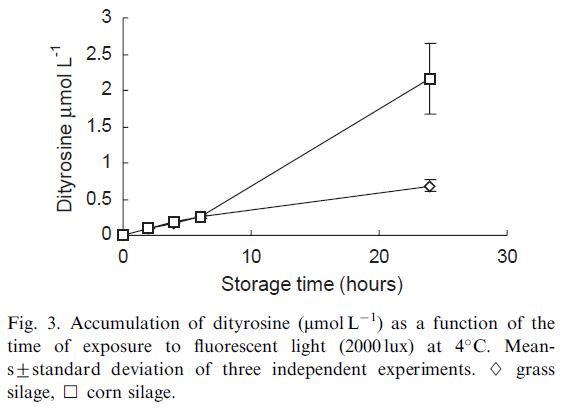 3
2.5
2
1.5
1
0.5
0
Dityrosine µmol L⁻¹
0 10 20 30
Storage time (hours)
Fig. 3. Accumulation of dityrosine (µmol L⁻¹) as a function of the
time of exposure to fluorescent light (2000 lux) at 4°C. Mean-
s±standard deviation of three independent experiments. ◇ grass
silage, □ corn silage.